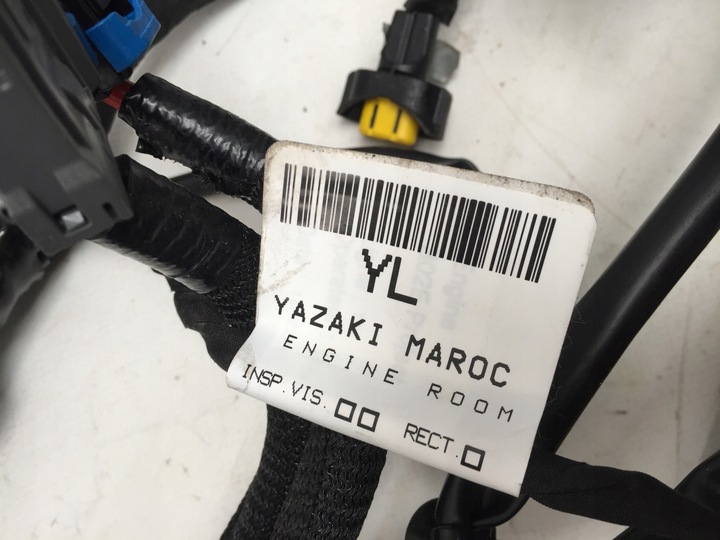 YL
YAZAKI MAROC
ENGINE ROOM
INSP.VIS. □□ RECT.□